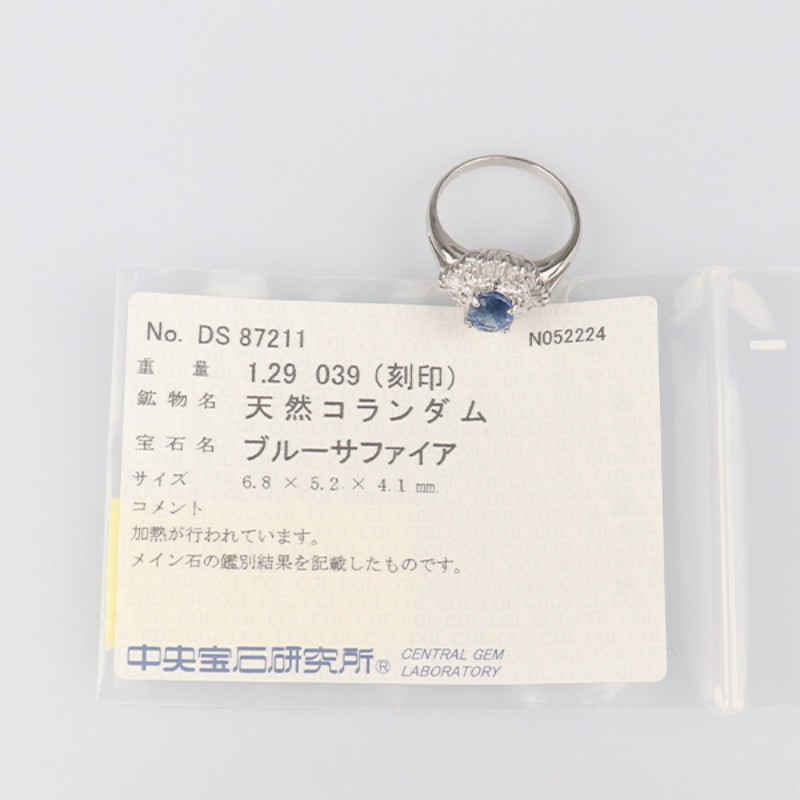 No. DS 87211 N052224
重量 1.29 039 (刻印)
鉱物名 天然コランダム
宝石名 ブルーサファイア
サイズ 6.8 × 5.2 × 4.1 mm
コメント
加熱が行われています。
メイン石の鑑別結果を記載したものです。
中央宝石研究所® CENTRAL GEM
LABORATORY